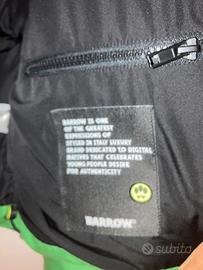 BARROW IS ONE
OF THE GREATEST
EXPRESSIONS OF
STYLED IN ITALY LUXURY
BRAND DEDICATED TO DIGITAL
NATIVES THAT CELEBRATES
YOUNG PEOPLE DESIRE
FOR AUTHENTICITY
BARROW
subito